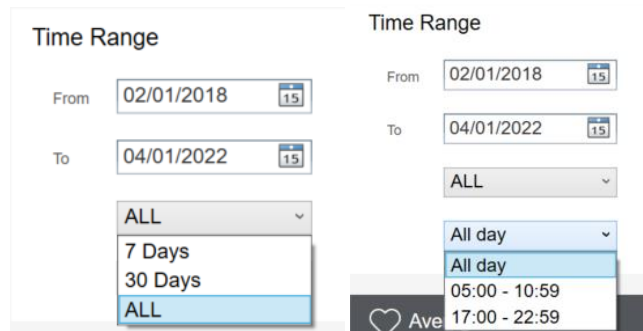 Time Range
From 02/01/2018 15
To 04/01/2022 15
ALL
7 Days
30 Days
ALL
Time Range
From 02/01/2018 15
To 04/01/2022 15
ALL
All day
All day
05:00 - 10:59
17:00 - 22:59
Ave